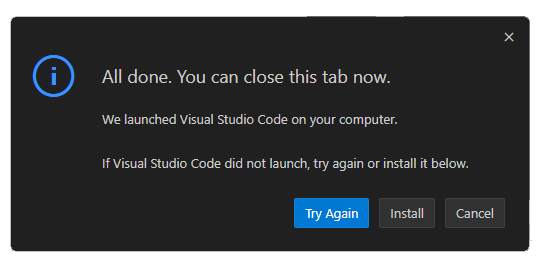 All done. You can close this tab now.
We launched Visual Studio Code on your computer.
If Visual Studio Code did not launch, try again or install it below.
Try Again Install Cancel